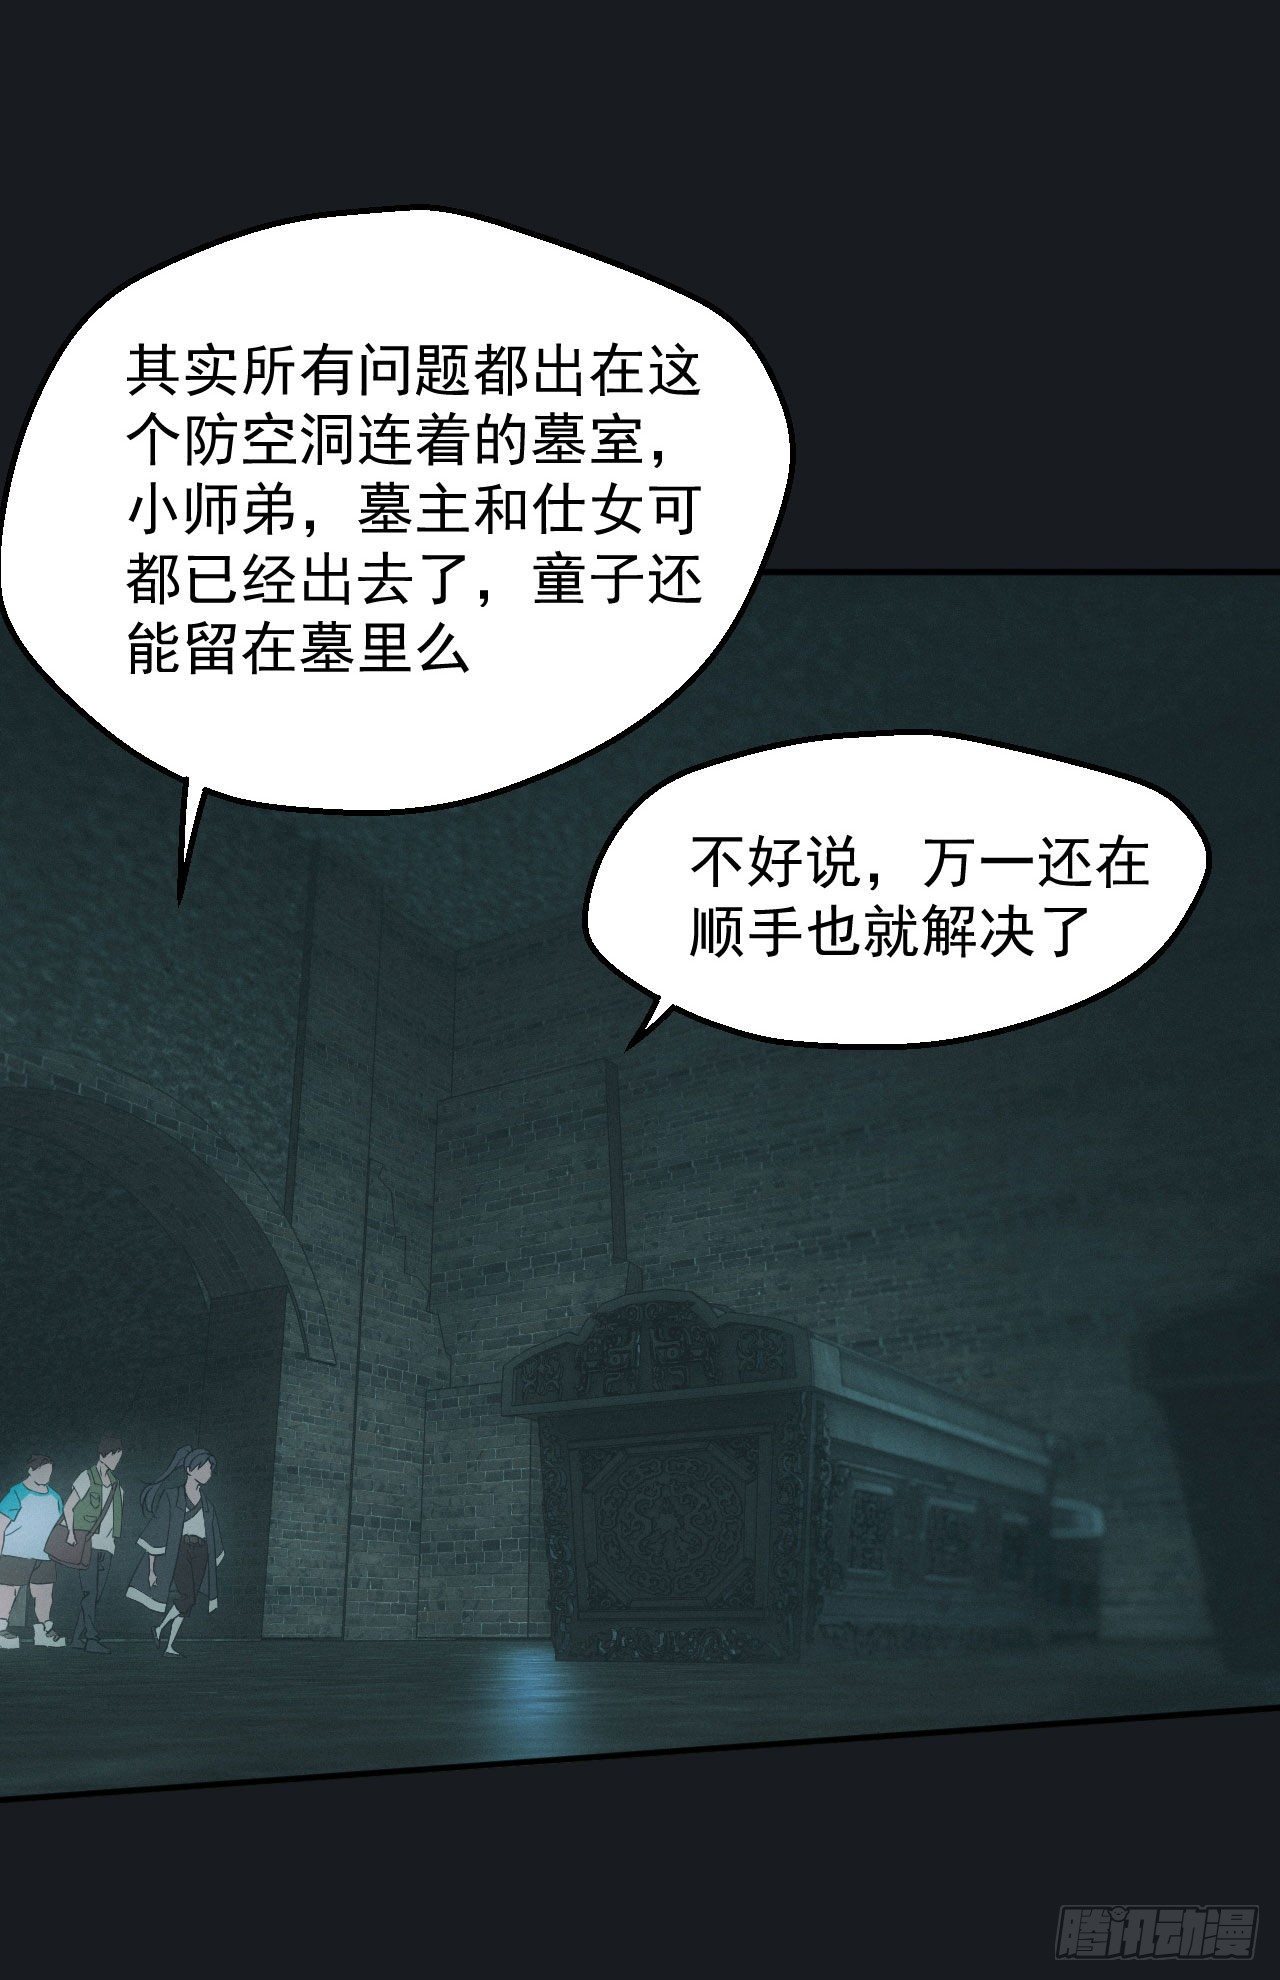 其实所有问题都出在这
个防空洞连着的墓室，
小师弟，墓主和仕女可
都已经出去了，童子还
能留在墓里么
不好说，万一还在
顺手也就解决了
腾讯动漫